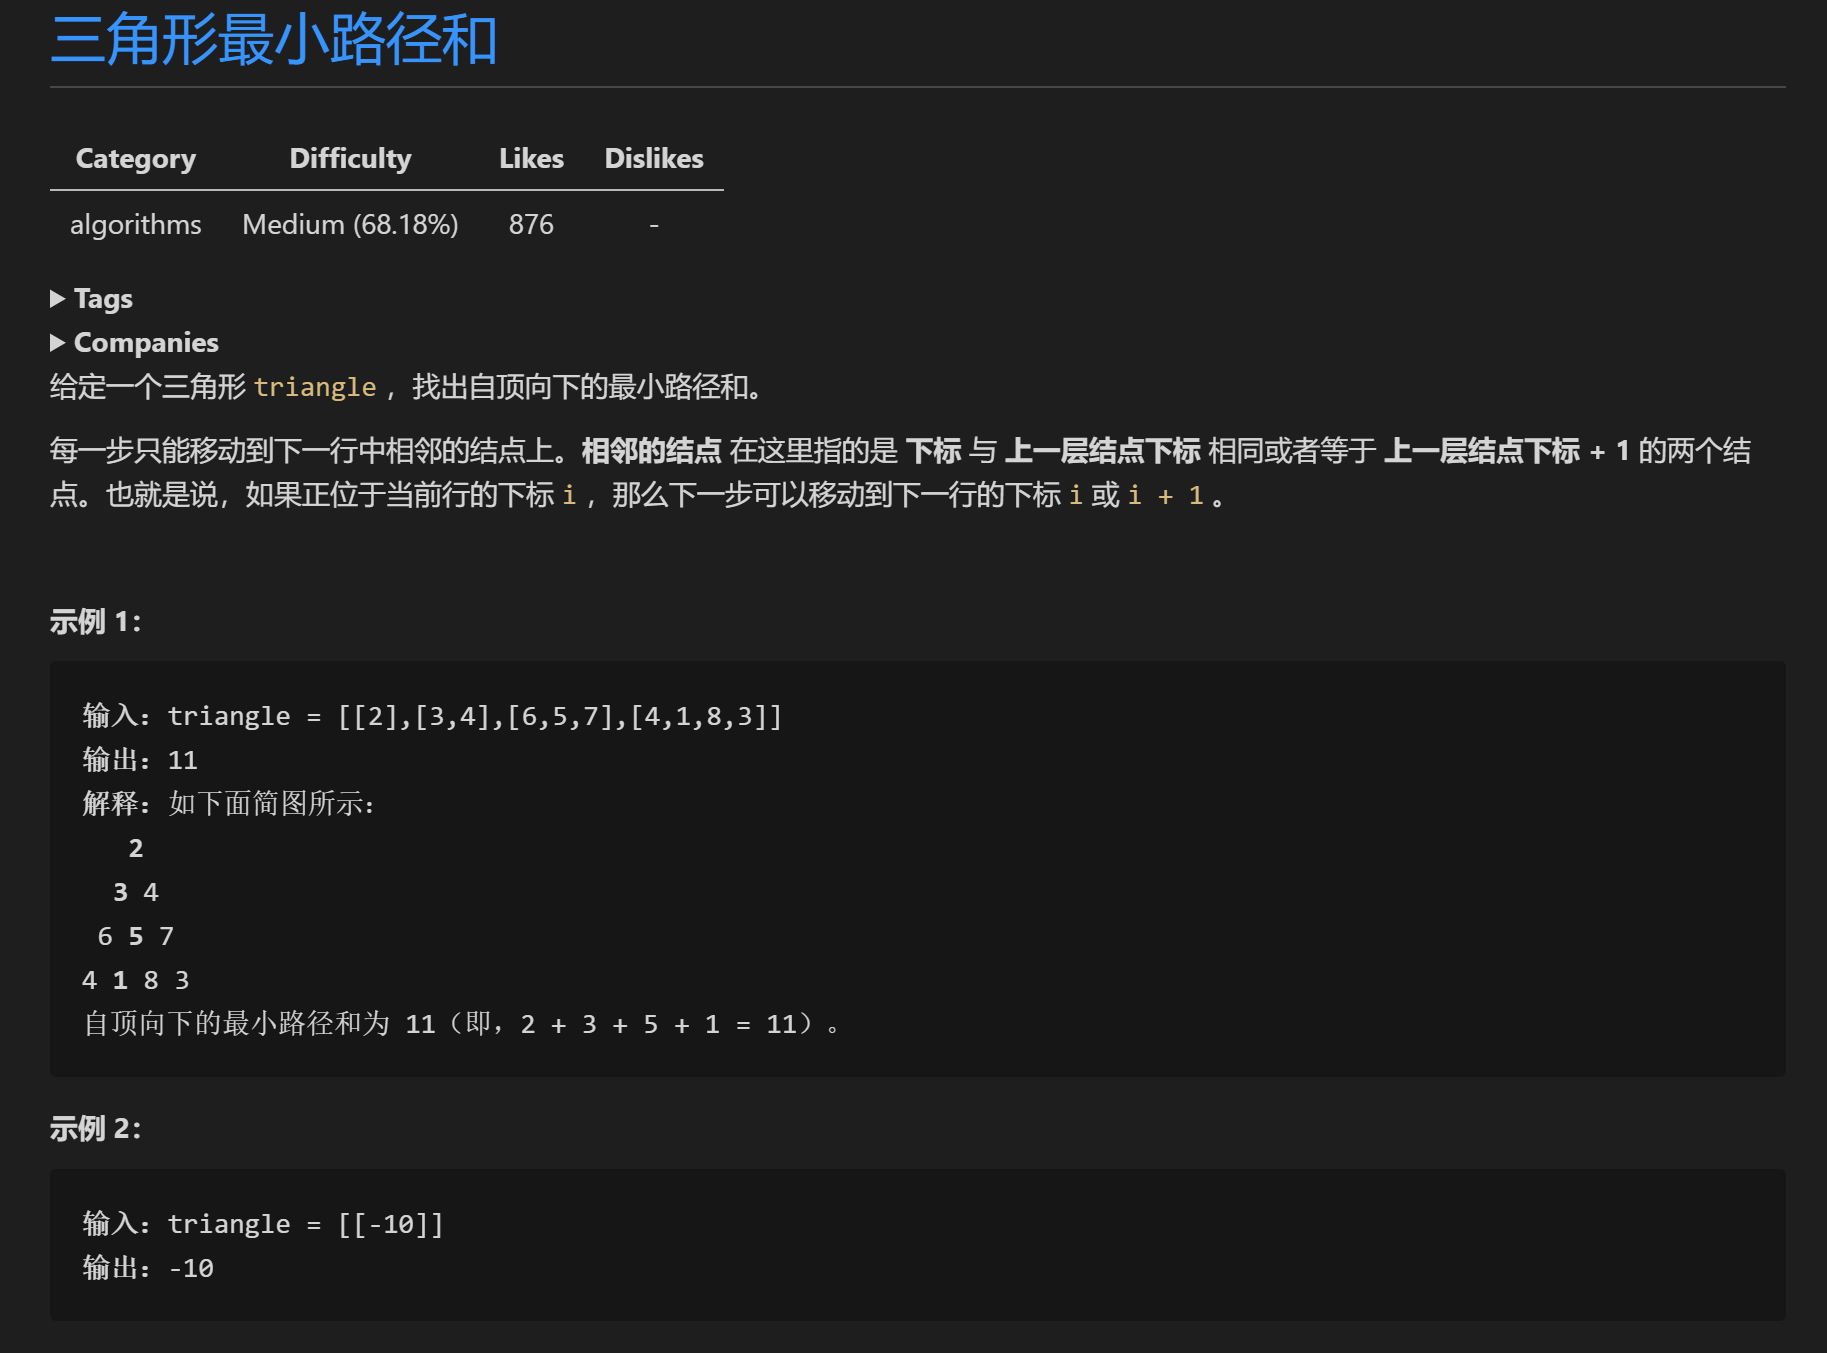 三角形最小路径和
Category Difficulty Likes Dislikes
algorithms Medium (68.18%) 876 -
▶ Tags
▶ Companies
给定一个三角形 triangle ，找出自顶向下的最小路径和。
每一步只能移动到下一行中相邻的结点上。相邻的结点 在这里指的是 下标 与 上一层结点下标 相同或者等于 上一层结点下标 + 1 的两个结
点。也就是说，如果正位于当前行的下标 i ，那么下一步可以移动到下一行的下标 i 或 i + 1 。
示例 1：
输入：triangle = [[2],[3,4],[6,5,7],[4,1,8,3]]
输出：11
解释：如下面简图所示：
2
3 4
6 5 7
4 1 8 3
自顶向下的最小路径和为 11（即，2 + 3 + 5 + 1 = 11）。
示例 2：
输入：triangle = [[-10]]
输出：-10